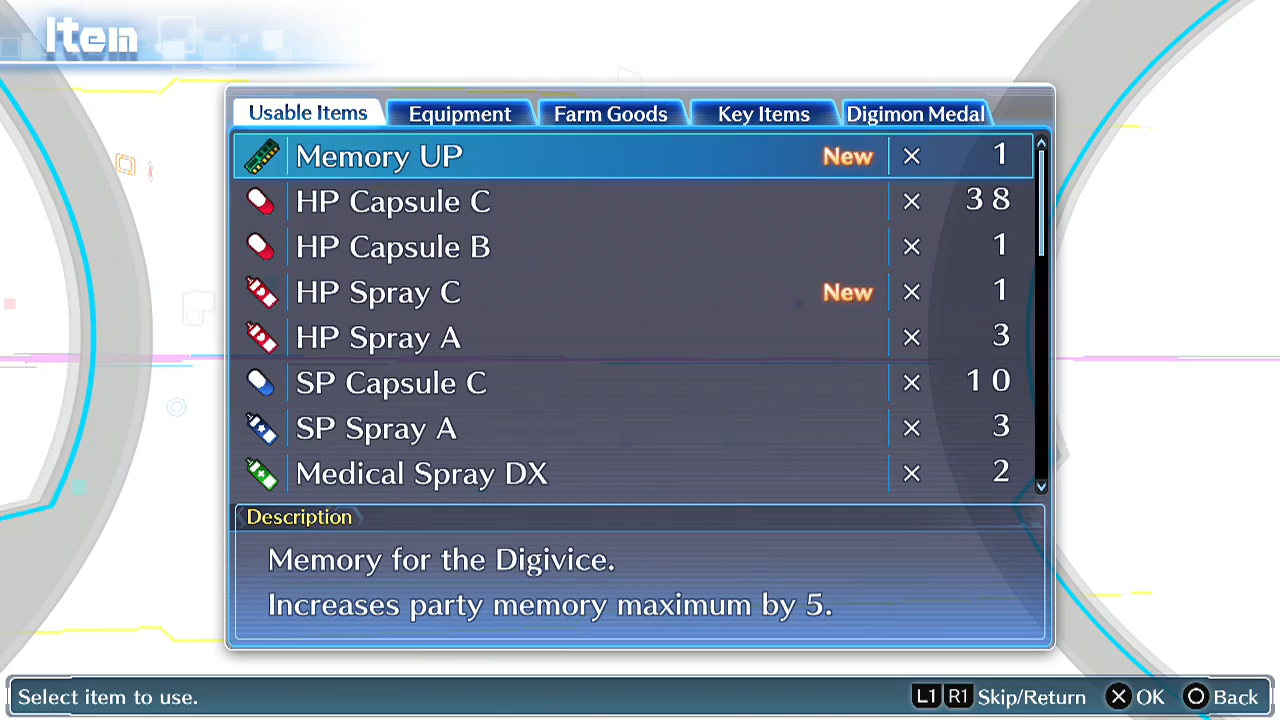 Item
Usable Items Equipment Farm Goods Key Items Digimon Medal
Memory UP New × 1
HP Capsule C × 38
HP Capsule B × 1
HP Spray C New × 1
HP Spray A × 3
SP Capsule C × 10
SP Spray A × 3
Medical Spray DX × 2
Description
Memory for the Digivice.
Increases party memory maximum by 5.
Select item to use. L1 R1 Skip/Return OK Back